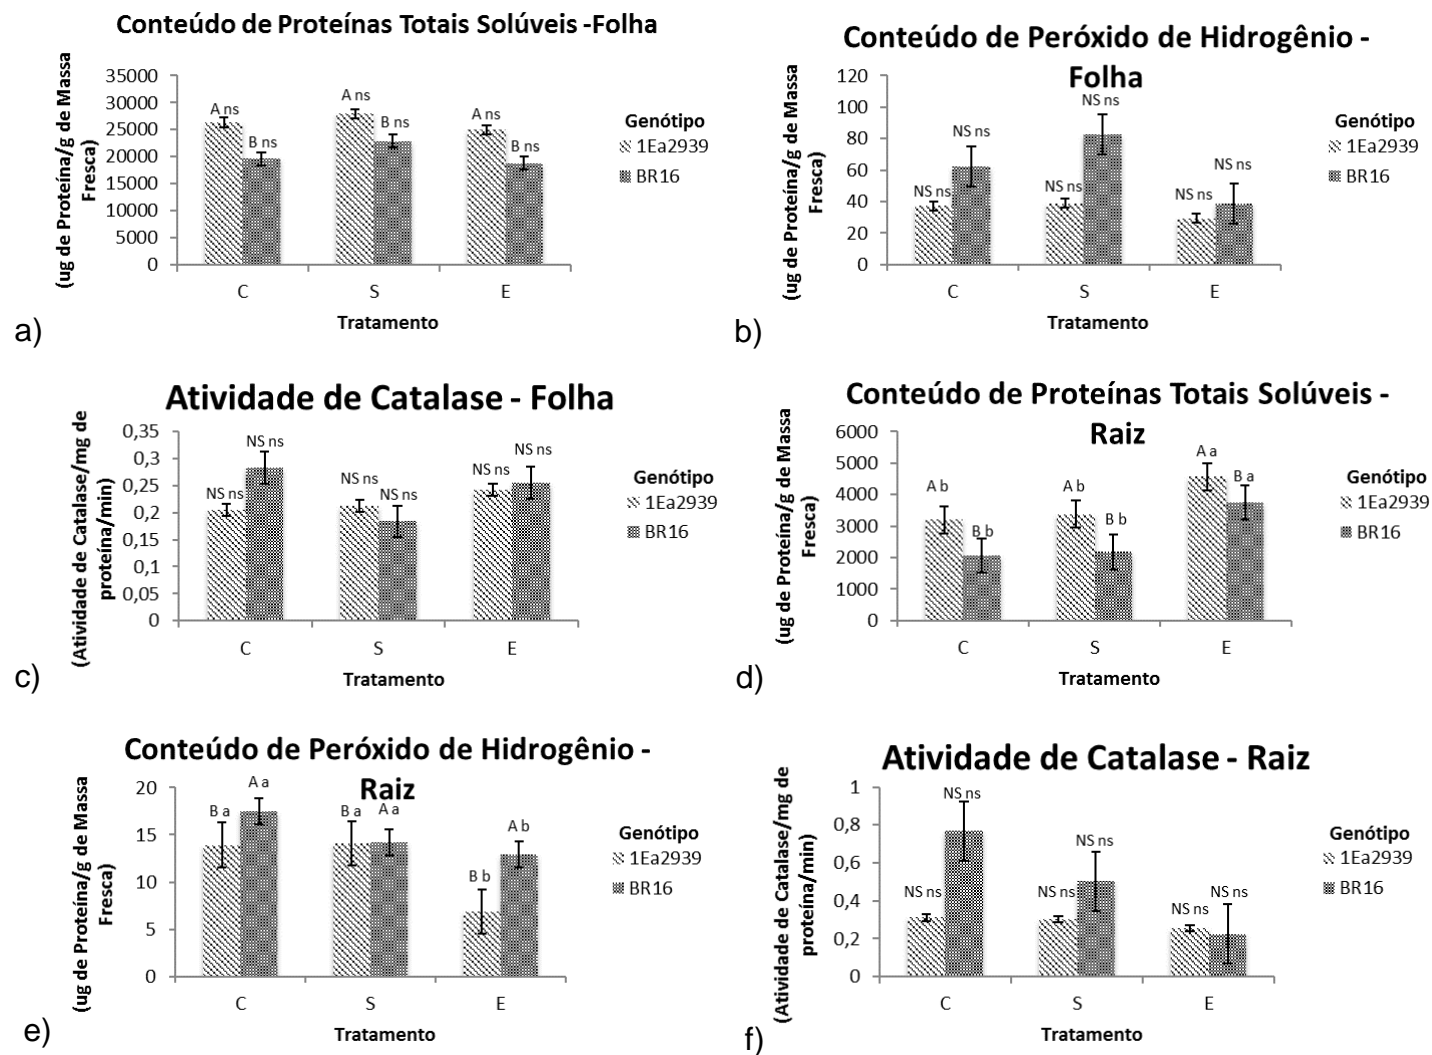 Conteúdo de Proteínas Totais Solúveis -Folha
(ug de Proteína/g de Massa
Fresca)
35000
30000
25000
20000
15000
10000
5000
0
A ns
B ns
A ns
B ns
A ns
B ns
C
S
E
Tratamento
Genótipo
1Ea2939
BR16
a)
Conteúdo de Peróxido de Hidrogênio -
Folha
(ug de Proteína/g de Massa
Fresca)
120
100
80
60
40
20
0
NS ns
NS ns
NS ns
NS ns
NS ns
NS ns
C
S
E
Tratamento
Genótipo
1Ea2939
BR16
b)
Atividade de Catalase - Folha
(Atividade de Catalase/mg de
proteína/min)
0,35
0,3
0,25
0,2
0,15
0,1
0,05
0
NS ns
NS ns
NS ns
NS ns
NS ns
NS ns
C
S
E
Tratamento
Genótipo
1Ea2939
BR16
c)
Conteúdo de Proteínas Totais Solúveis -
Raiz
(ug de Proteína/g de Massa
Fresca)
6000
5000
4000
3000
2000
1000
0
A b
B b
A b
B b
A a
B a
C
S
E
Tratamento
Genótipo
1Ea2939
BR16
d)
Conteúdo de Peróxido de Hidrogênio -
Raiz
(ug de Proteína/g de Massa
Fresca)
20
15
10
5
0
B a
A a
B a
A a
B b
A b
C
S
E
Tratamento
Genótipo
1Ea2939
BR16
e)
Atividade de Catalase - Raiz
(Atividade de Catalase/mg de
proteína/min)
1
0,8
0,6
0,4
0,2
0
NS ns
NS ns
NS ns
NS ns
NS ns
NS ns
C
S
E
Tratamento
Genótipo
1Ea2939
BR16
f)